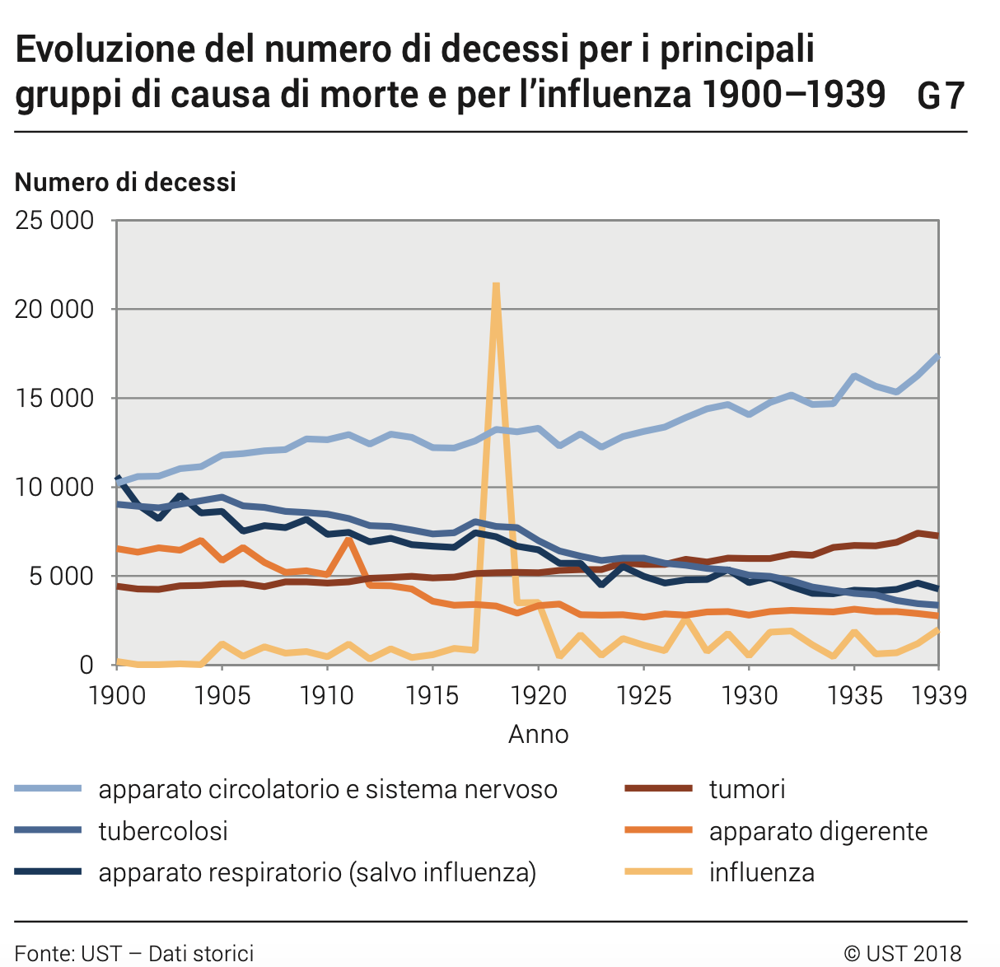 Evoluzione del numero di decessi per i principali
gruppi di causa di morte e per l’influenza 1900–1939 G7
Numero di decessi
25 000
20 000
15 000
10 000
5 000
0
1900 1905 1910 1915 1920 1925 1930 1935 1939
Anno
apparato circolatorio e sistema nervoso
tumori
tubercolosi
apparato digerente
apparato respiratorio (salvo influenza)
influenza
Fonte: UST – Dati storici
© UST 2018